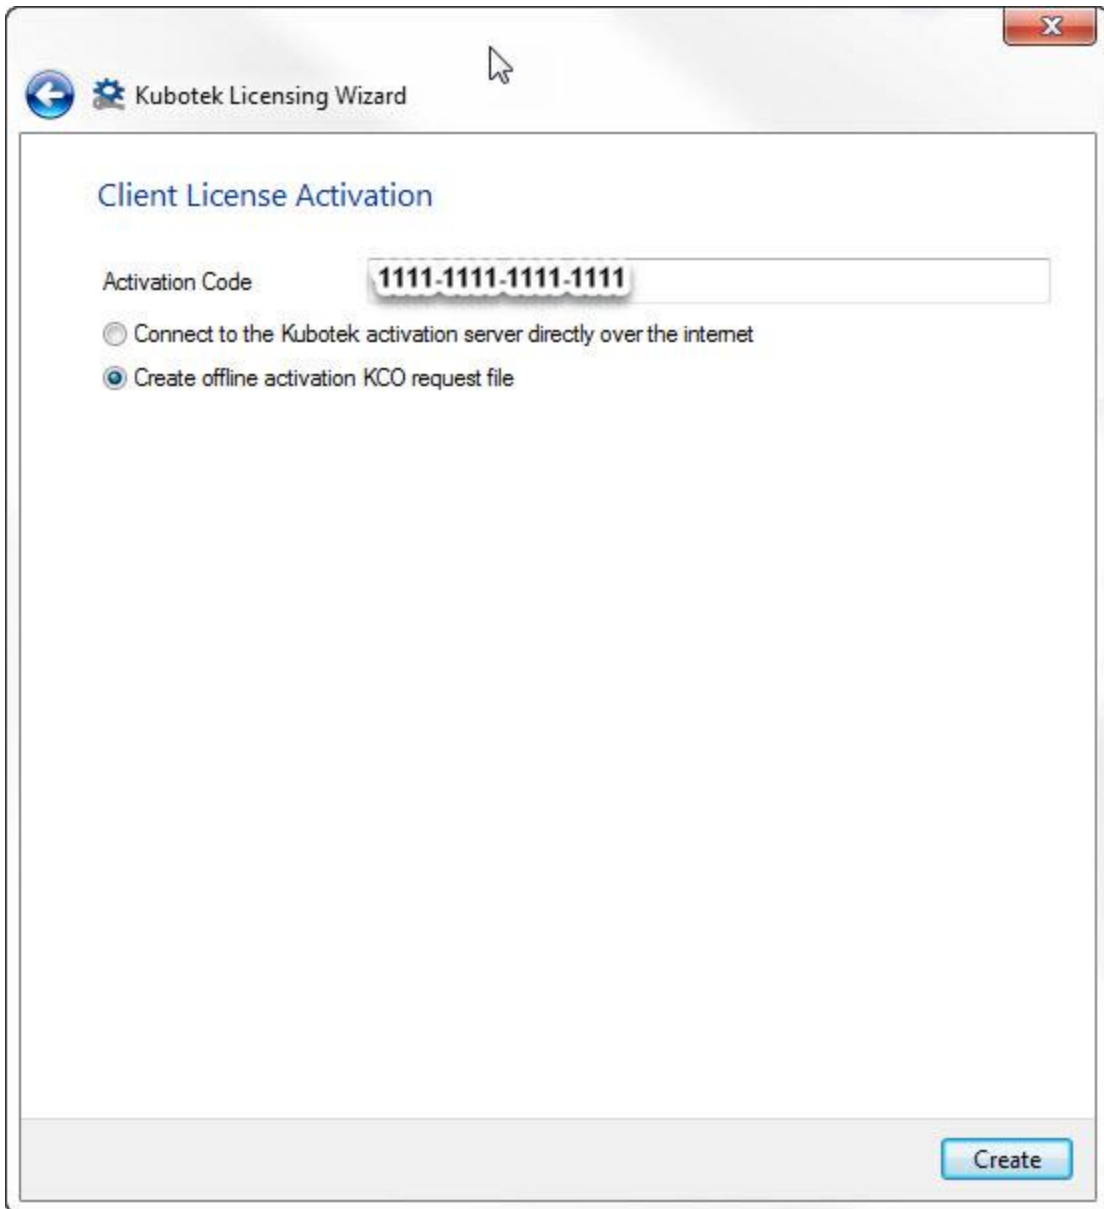 Kubotek Licensing Wizard
Client License Activation
Activation Code 1111-1111-1111-1111
Connect to the Kubotek activation server directly over the internet
Create offline activation KCO request file
Create